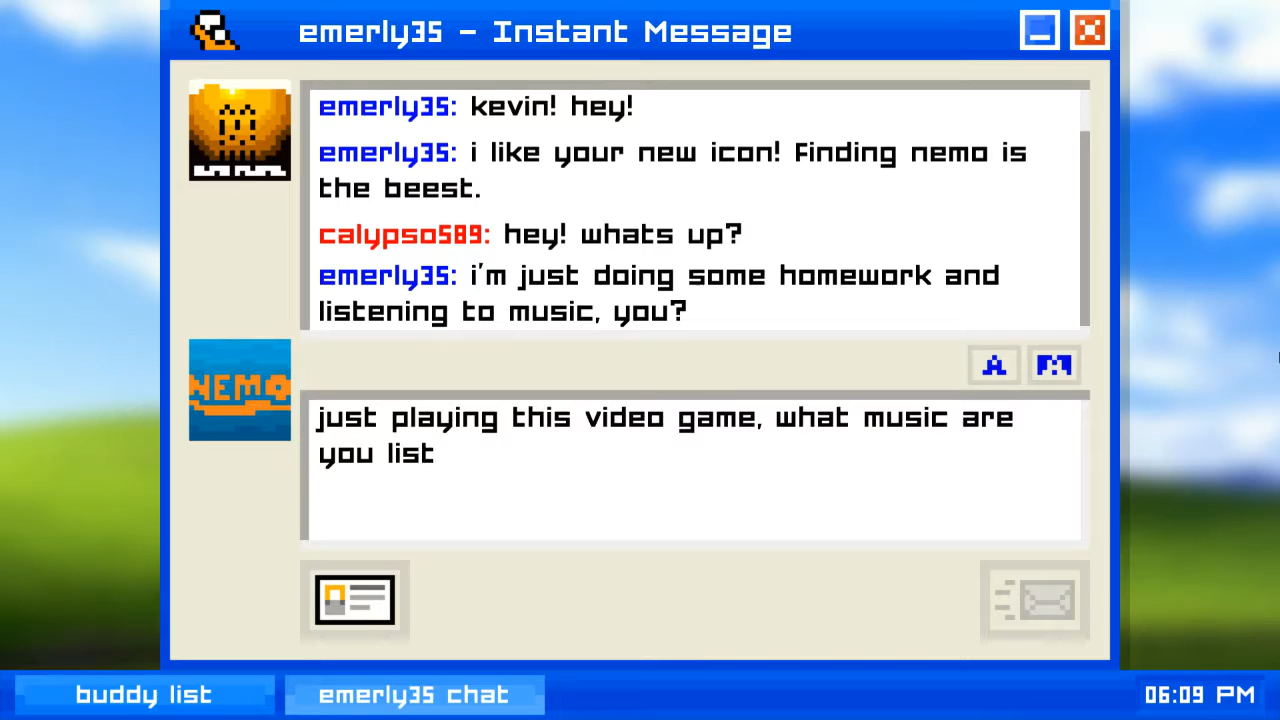 emerly35 - Instant Message
emerly35: kevin! hey!
emerly35: i like your new icon! Finding nemo is
the beest.
calypso589: hey! whats up?
emerly35: i'm just doing some homework and
listening to music, you?
A
NEMO
just playing this video game, what music are
you list
buddy list
emerly35 chat
06:09 PM